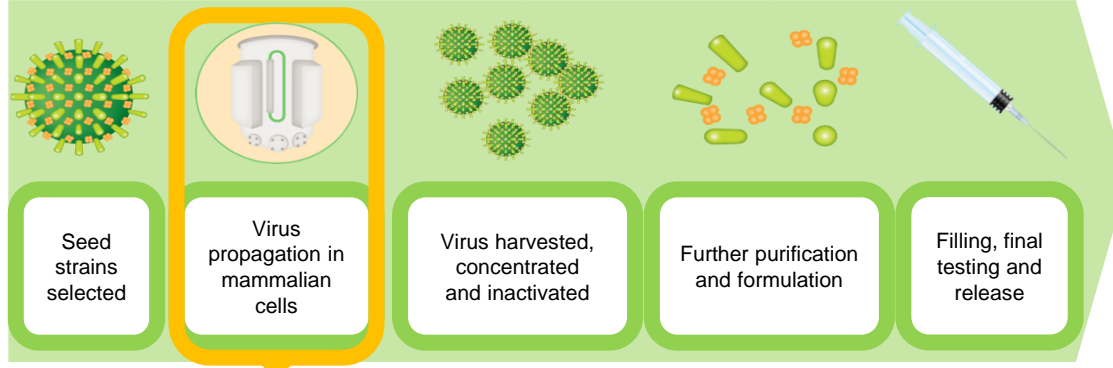 Seed
strains
selected
Virus
propagation in
mammalian
cells
Virus harvested,
concentrated
and inactivated
Further purification
and formulation
Filling, final
testing and
release